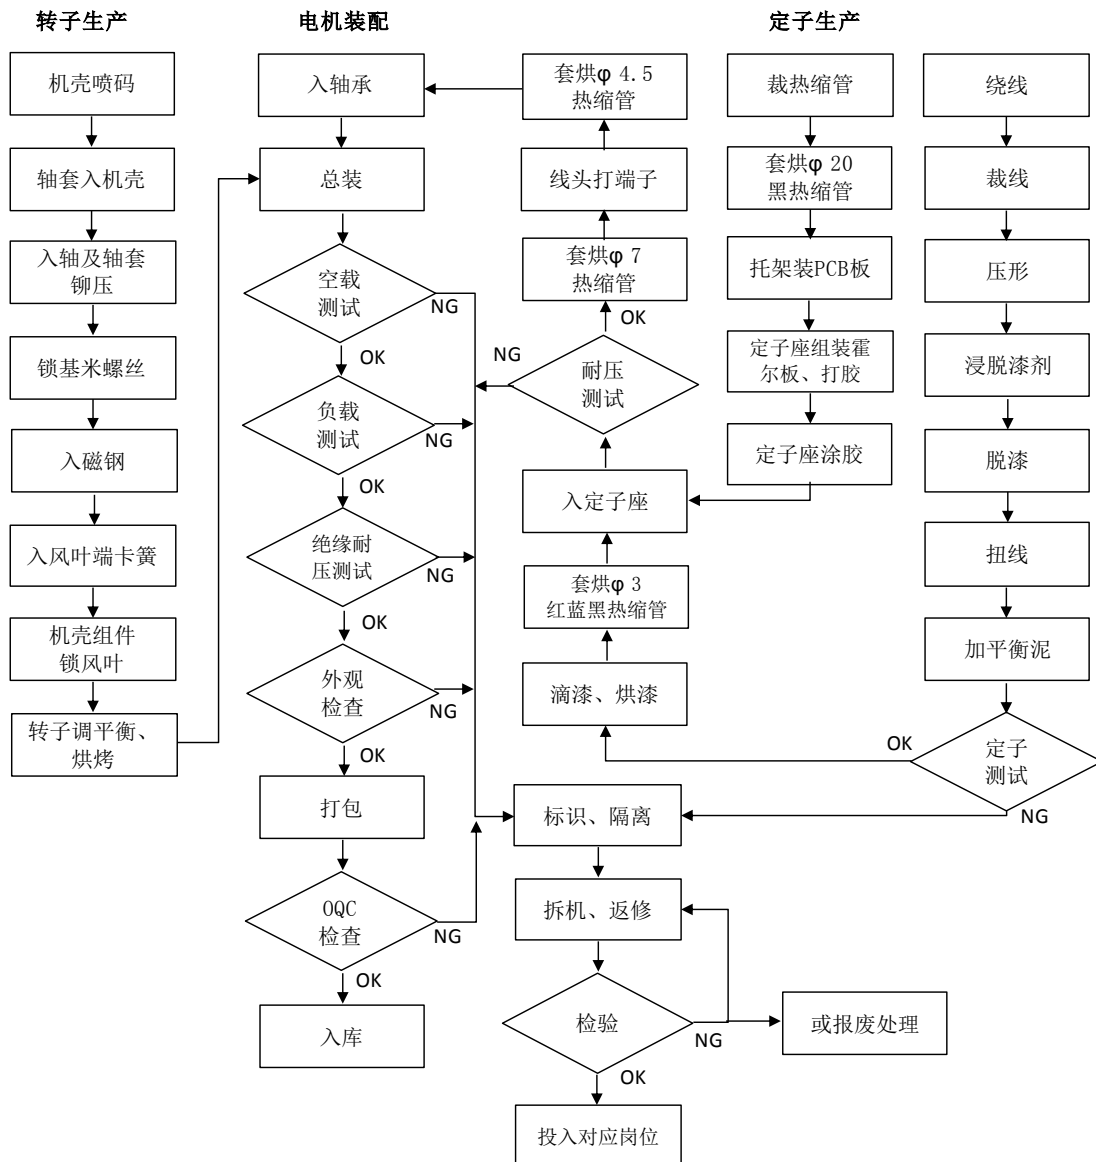 转子生产
电机装配
定子生产
机壳喷码
轴套入机壳
入轴及轴套
铆压
锁基米螺丝
入磁钢
入风叶端卡簧
机壳组件
锁风叶
转子调平衡、
烘烤
入轴承
总装
空载
测试
NG
OK
负载
测试
NG
OK
绝缘耐
压测试
NG
OK
外观
检查
NG
OK
打包
OQC
检查
NG
OK
入库
套烘φ 4.5
热缩管
线头打端子
套烘φ 7
热缩管
OK
NG
耐压
测试
入定子座
套烘φ 3
红蓝黑热缩管
滴漆、烘漆
标识、隔离
拆机、返修
检验
NG
OK
投入对应岗位
或报废处理
裁热缩管
套烘φ 20
黑热缩管
托架装PCB板
定子座组装霍
尔板、打胶
定子座涂胶
绕线
裁线
压形
浸脱漆剂
脱漆
扭线
加平衡泥
OK
定子
测试
NG